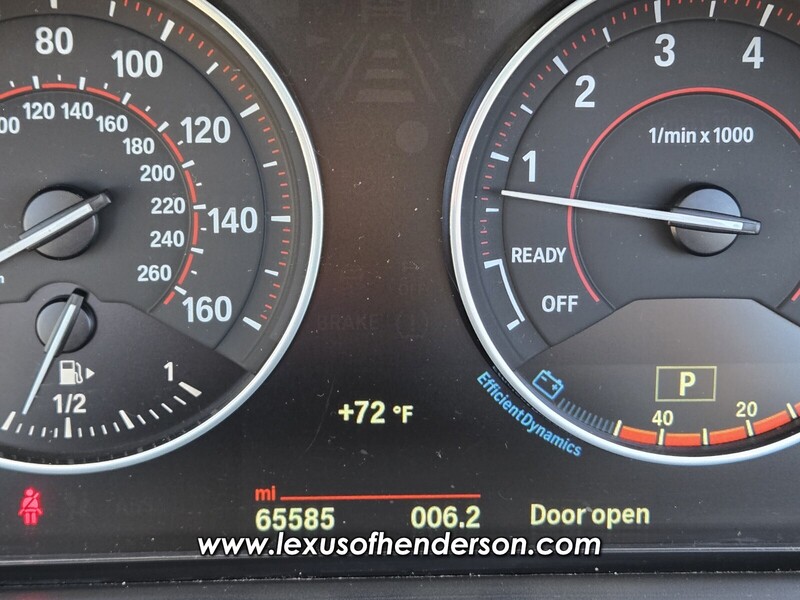 80
100
120
140
160
120
140
160
180
200
220
240
260
1/2
1
1
2
3
4
1/min x 1000
READY
OFF
P
40
20
EfficientDynamics
+72 °F
mi
65585 006.2
Door open
BRAKE
www.lexusofhenderson.com